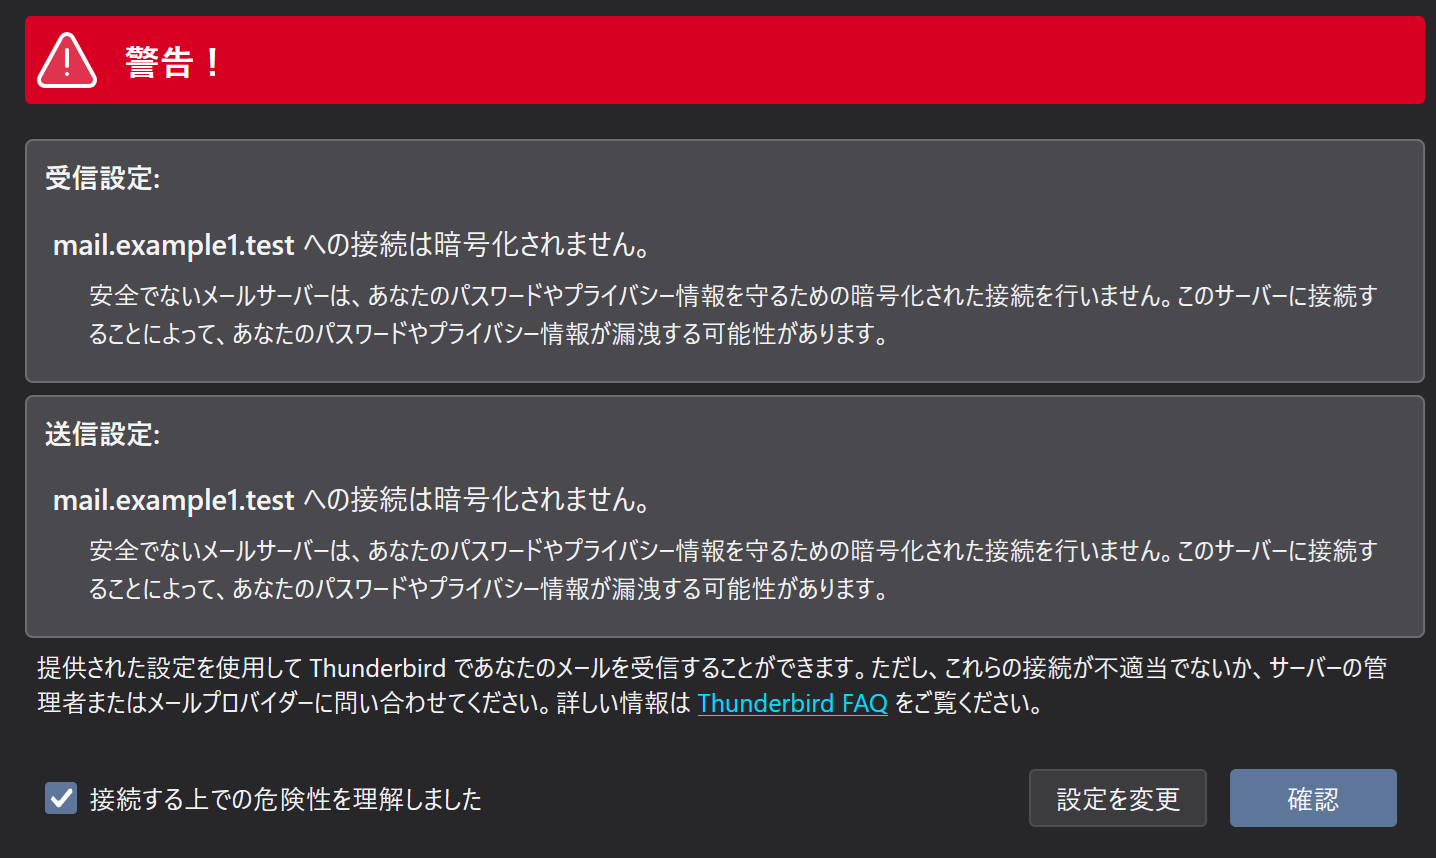 警告！
受信設定:
mail.example1.test への接続は暗号化されません。
安全でないメールサーバーは、あなたのパスワードやプライバシー情報を守るための暗号化された接続を行いません。このサーバーに接続す
ることによって、あなたのパスワードやプライバシー情報が漏洩する可能性があります。
送信設定:
mail.example1.test への接続は暗号化されません。
安全でないメールサーバーは、あなたのパスワードやプライバシー情報を守るための暗号化された接続を行いません。このサーバーに接続す
ることによって、あなたのパスワードやプライバシー情報が漏洩する可能性があります。
提供された設定を使用して Thunderbird であなたのメールを受信することができます。ただし、これらの接続が不適当でないか、サーバーの管
理者またはメールプロバイダーに問い合わせてください。詳しい情報は Thunderbird FAQ をご覧ください。
接続する上での危険性を理解しました
設定を変更
確認